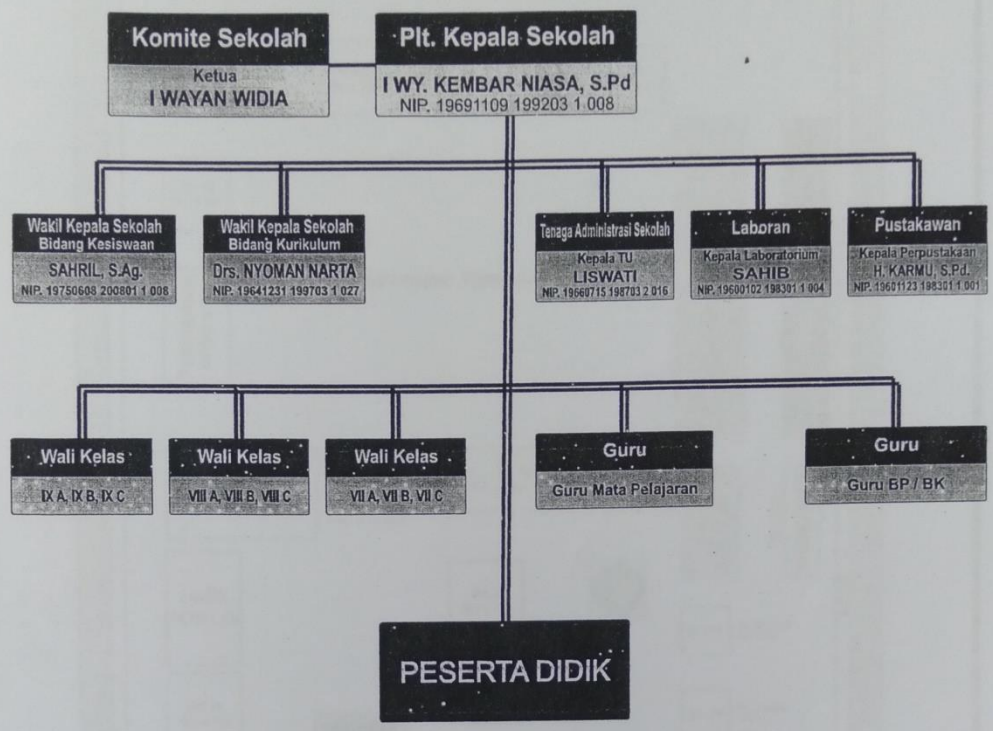 Komite Sekolah
Ketua
I WAYAN WIDIA
Plt. Kepala Sekolah
I WY. KEMBAR NIASA, S.Pd
NIP. 19691109 199203 1 008
Wakil Kepala Sekolah
Bidang Kesiswaan
SAHRIL, S.Ag.
NIP. 19750608 200801 1 008
Wakil Kepala Sekolah
Bidang Kurikulum
Drs. NYOMAN NARTA
NIP. 19641231 199703 1 027
Tenaga Administrasi Sekolah
Kepala TU
LISWATI
NIP. 19660715 198703 2 016
Laboran
Kepala Laboratorium
SAHIB
NIP. 19600102 198301 1 004
Pustakawan
Kepala Perpustakaan
H. KARMU, S.Pd.
NIP. 19601123 198301 1 001
Wali Kelas
IX A, IX B, IX C
Wali Kelas
VIII A, VIII B, VIII C
Wali Kelas
VII A, VII B, VII C
Guru
Guru Mata Pelajaran
Guru
Guru BP / BK
PESERTA DIDIK